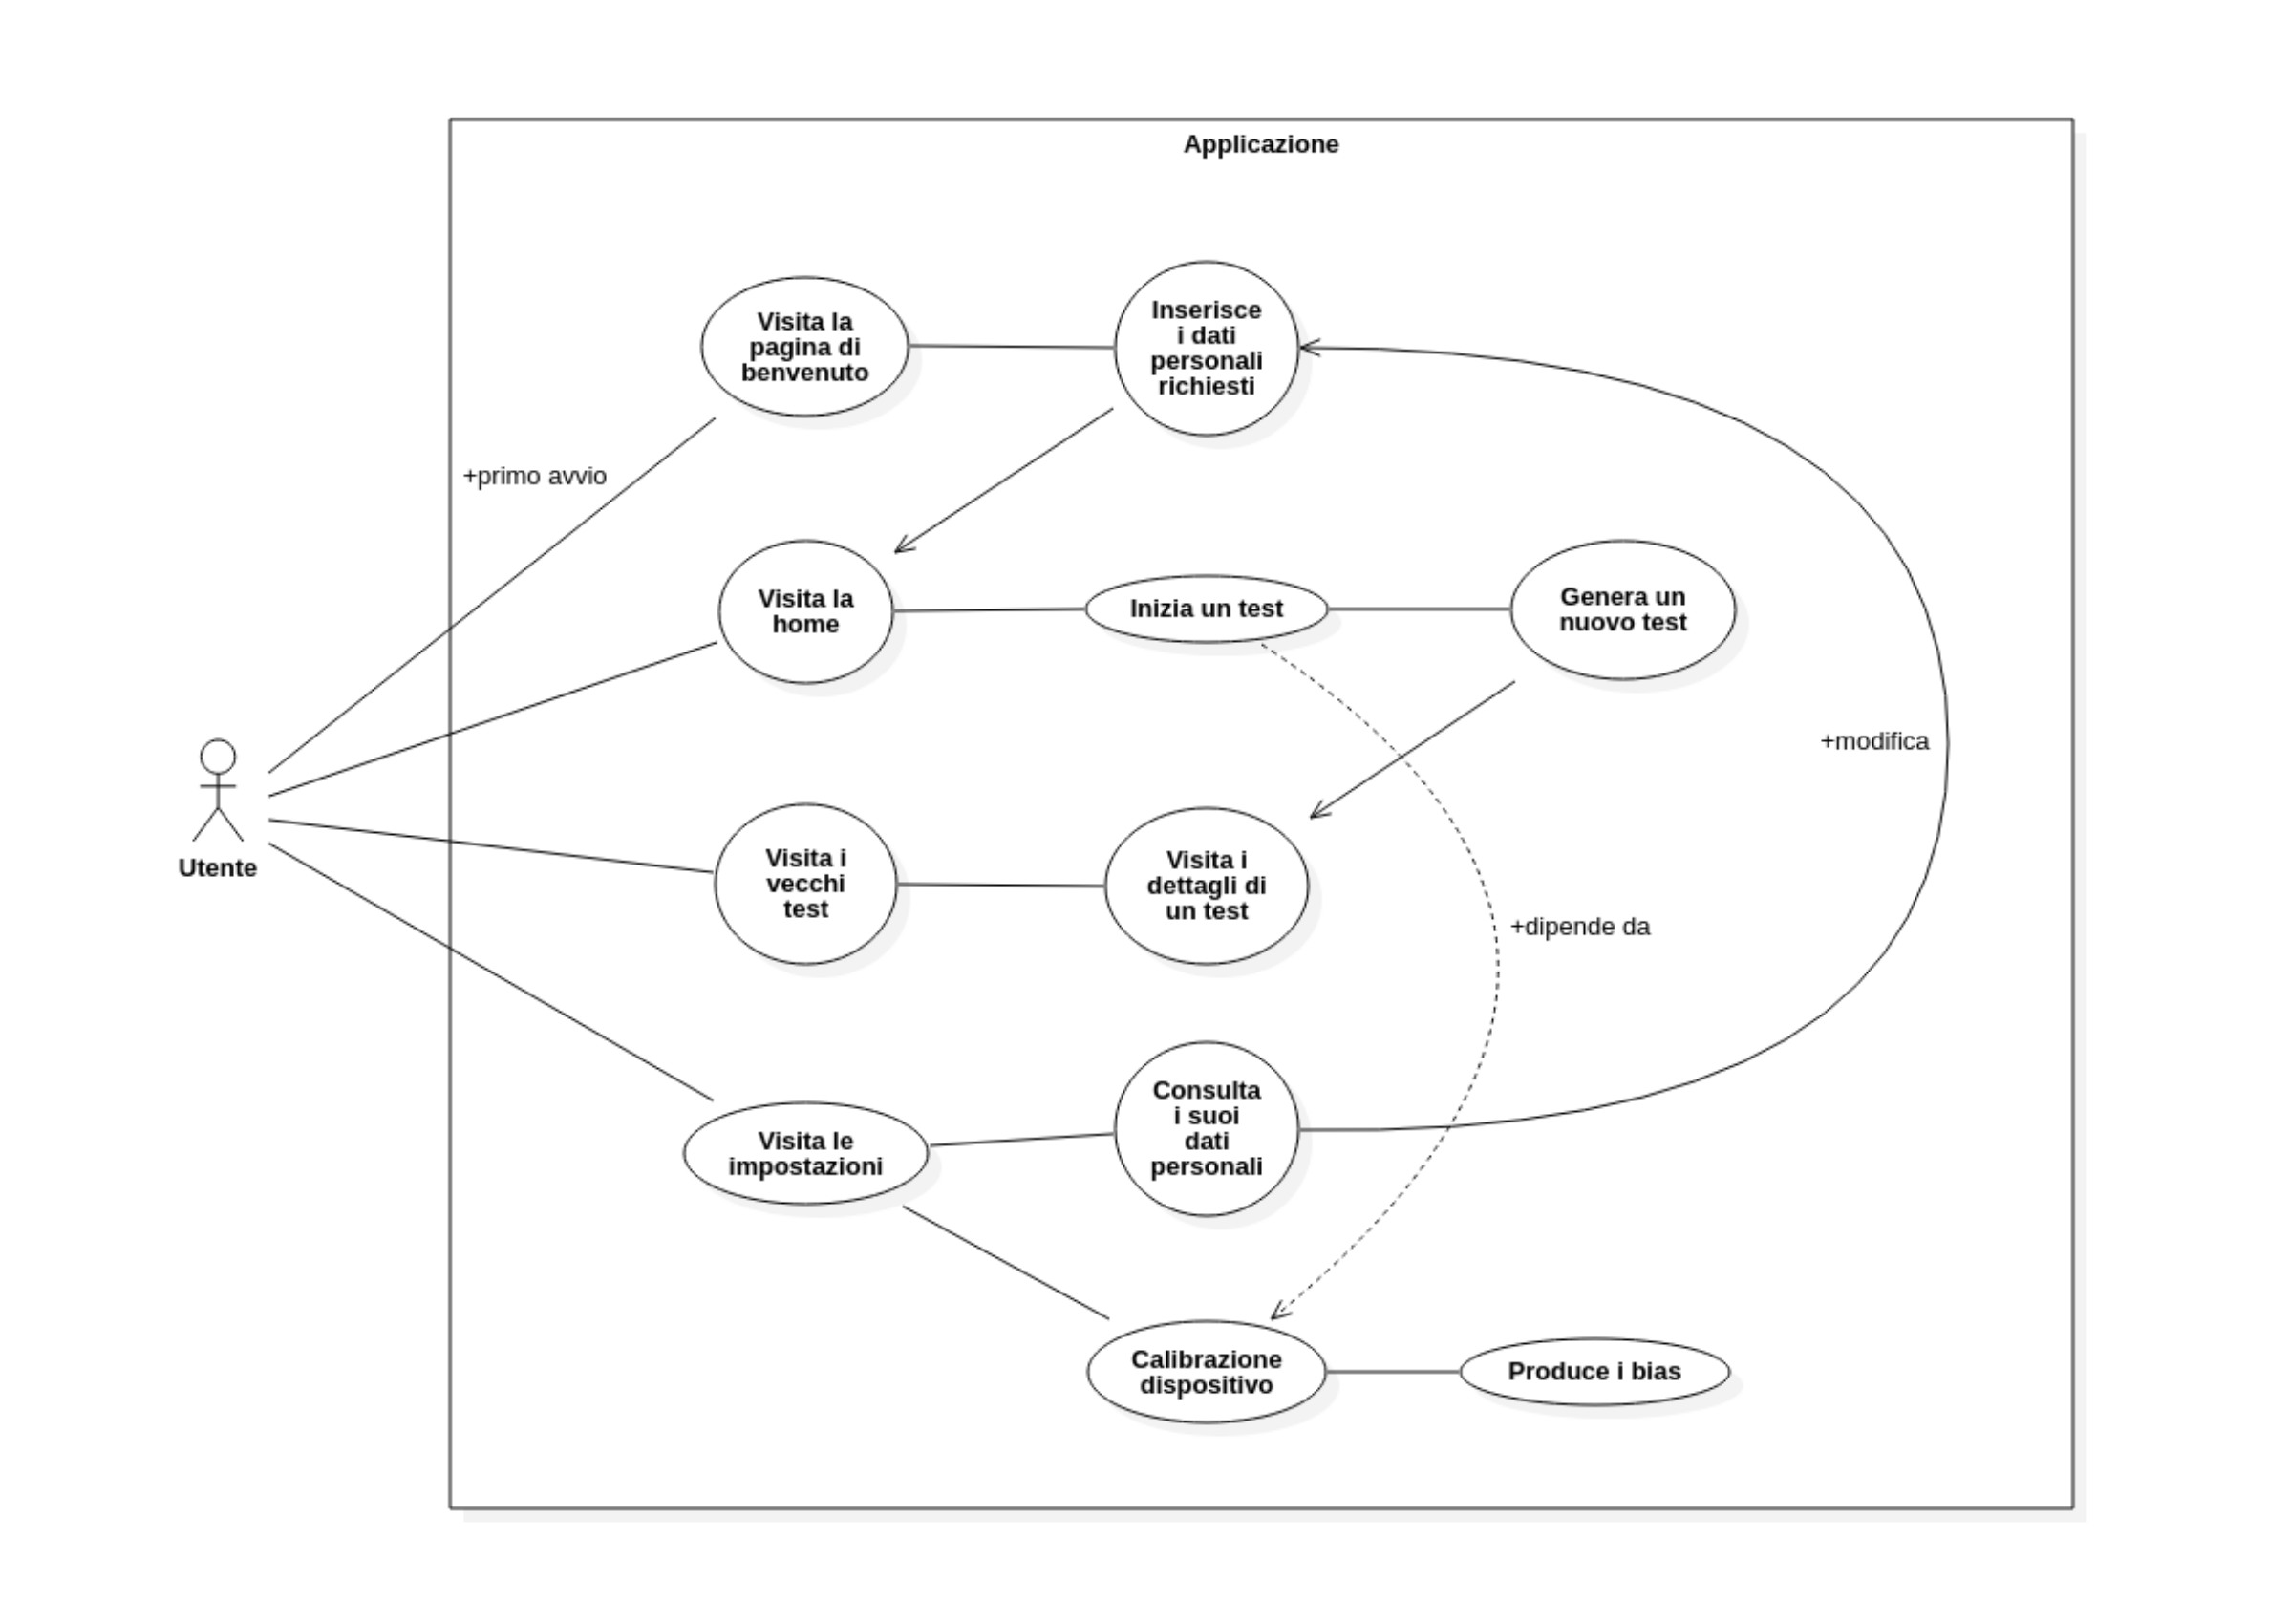 Applicazione
Visita la
pagina di
benvenuto
Inserisce
i dati
personali
richiesti
+primo avvio
Visita la
home
Inizia un test
Genera un
nuovo test
+modifica
Utente
Visita i
vecchi
test
Visita i
dettagli di
un test
+dipende da
Visita le
impostazioni
Consulta
i suoi
dati
personali
Calibrazione
dispositivo
Produce i bias